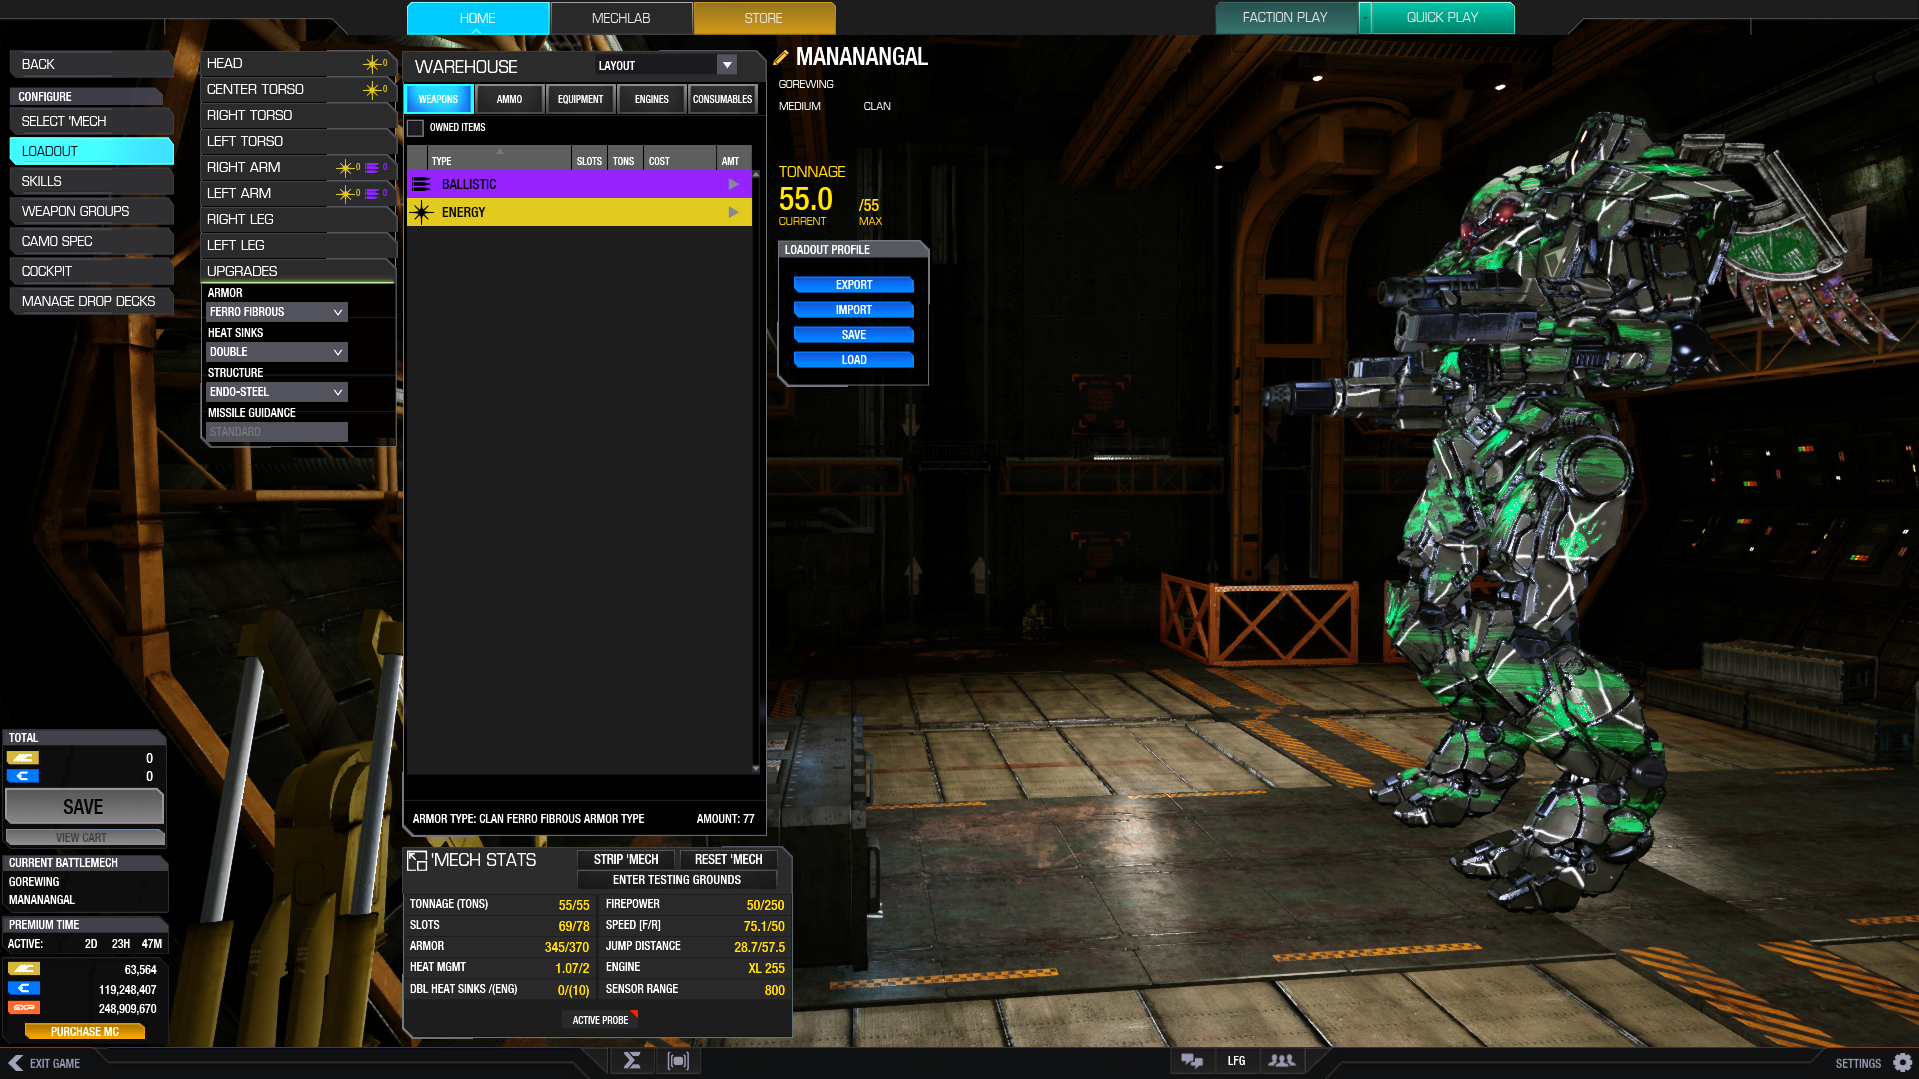 HOME
MECHLAB
STORE
FACTION PLAY
QUICK PLAY
BACK
CONFIGURE
SELECT 'MECH
LOADOUT
SKILLS
WEAPON GROUPS
CAMO SPEC
COCKPIT
MANAGE DROP DECKS
HEAD 0
CENTER TORSO 0
RIGHT TORSO
LEFT TORSO
RIGHT ARM 0 0
LEFT ARM 0 0
RIGHT LEG
LEFT LEG
UPGRADES
ARMOR
FERRO FIBROUS
HEAT SINKS
DOUBLE
STRUCTURE
ENDO-STEEL
MISSILE GUIDANCE
STANDARD
WAREHOUSE
LAYOUT
WEAPONS AMMO EQUIPMENT ENGINES CONSUMABLES
OWNED ITEMS
TYPE SLOTS TONS COST AMT
BALLISTIC
ENERGY
ARMOR TYPE: CLAN FERRO FIBROUS ARMOR TYPE AMOUNT: 77
MANANANGAL
GOREWING
MEDIUM CLAN
TONNAGE
55.0 /55
CURRENT MAX
LOADOUT PROFILE
EXPORT
IMPORT
SAVE
LOAD
'MECH STATS
STRIP 'MECH RESET 'MECH
ENTER TESTING GROUNDS
TONNAGE (TONS) 55/55 FIREPOWER 50/250
SLOTS 69/78 SPEED [F/R] 75.1/50
ARMOR 345/370 JUMP DISTANCE 28.7/57.5
HEAT MGMT 1.07/2 ENGINE XL 255
DBL HEAT SINKS /(ENG) 0/(10) SENSOR RANGE 800
ACTIVE PROBE
TOTAL
MC 0
C 0
SAVE
VIEW CART
CURRENT BATTLEMECH
GOREWING
MANANANGAL
PREMIUM TIME
ACTIVE: 2D 23H 47M
MC 63,564
C 119,248,407
GXP 248,909,670
PURCHASE MC
EXIT GAME
LFG
SETTINGS